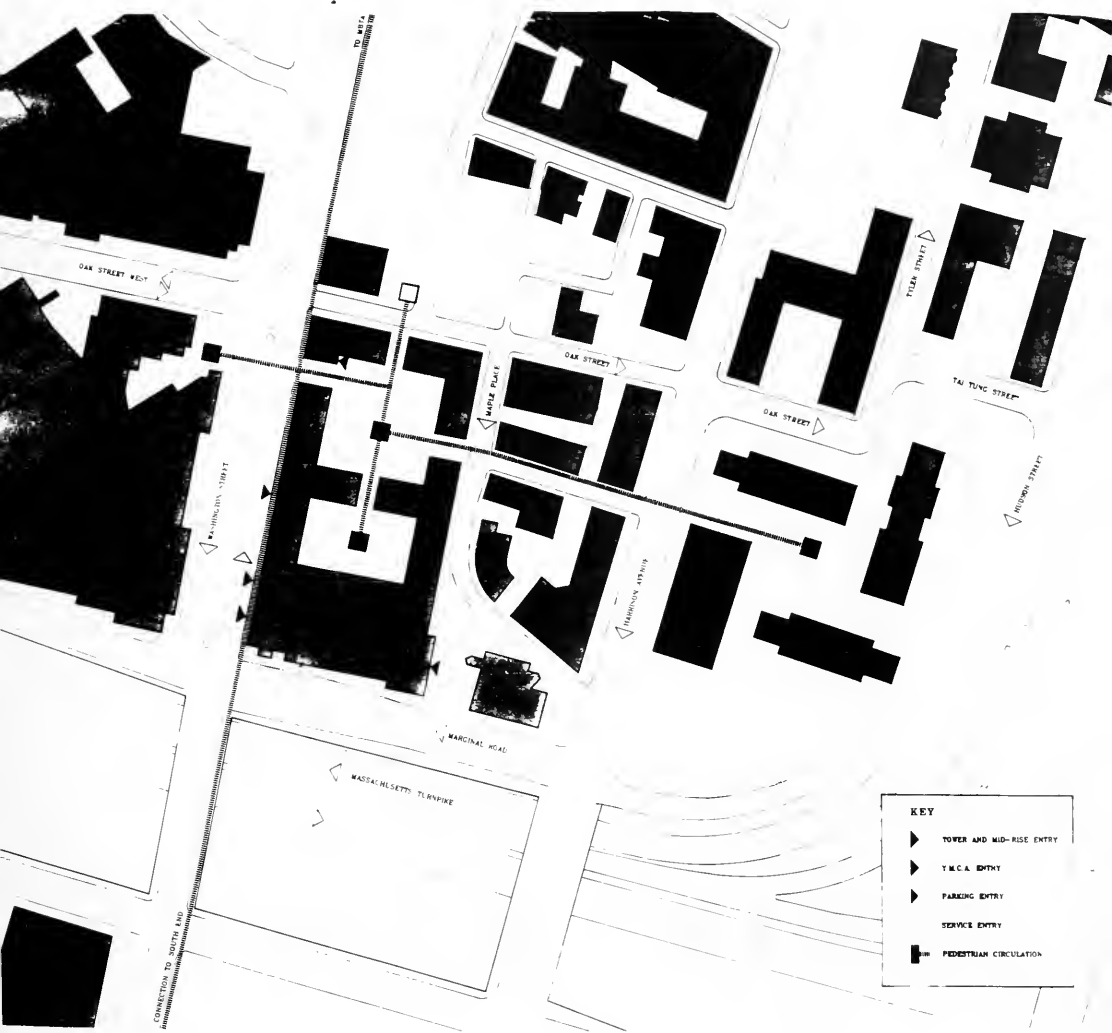 TO MBTA
OAK STREET WEST
TYLER STREET
OAK STREET
MAPLE PLACE
TAI TUNG STREET
OAK STREET
WASHINGTON STREET
HUDSON STREET
HARRISON AVENUE
MARGINAL ROAD
MASSACHUSETTS TURNPIKE
CONNECTION TO SOUTH END
KEY
TOWER AND MID-RISE ENTRY
Y.M.C.A. ENTRY
PARKING ENTRY
SERVICE ENTRY
PEDESTRIAN CIRCULATION